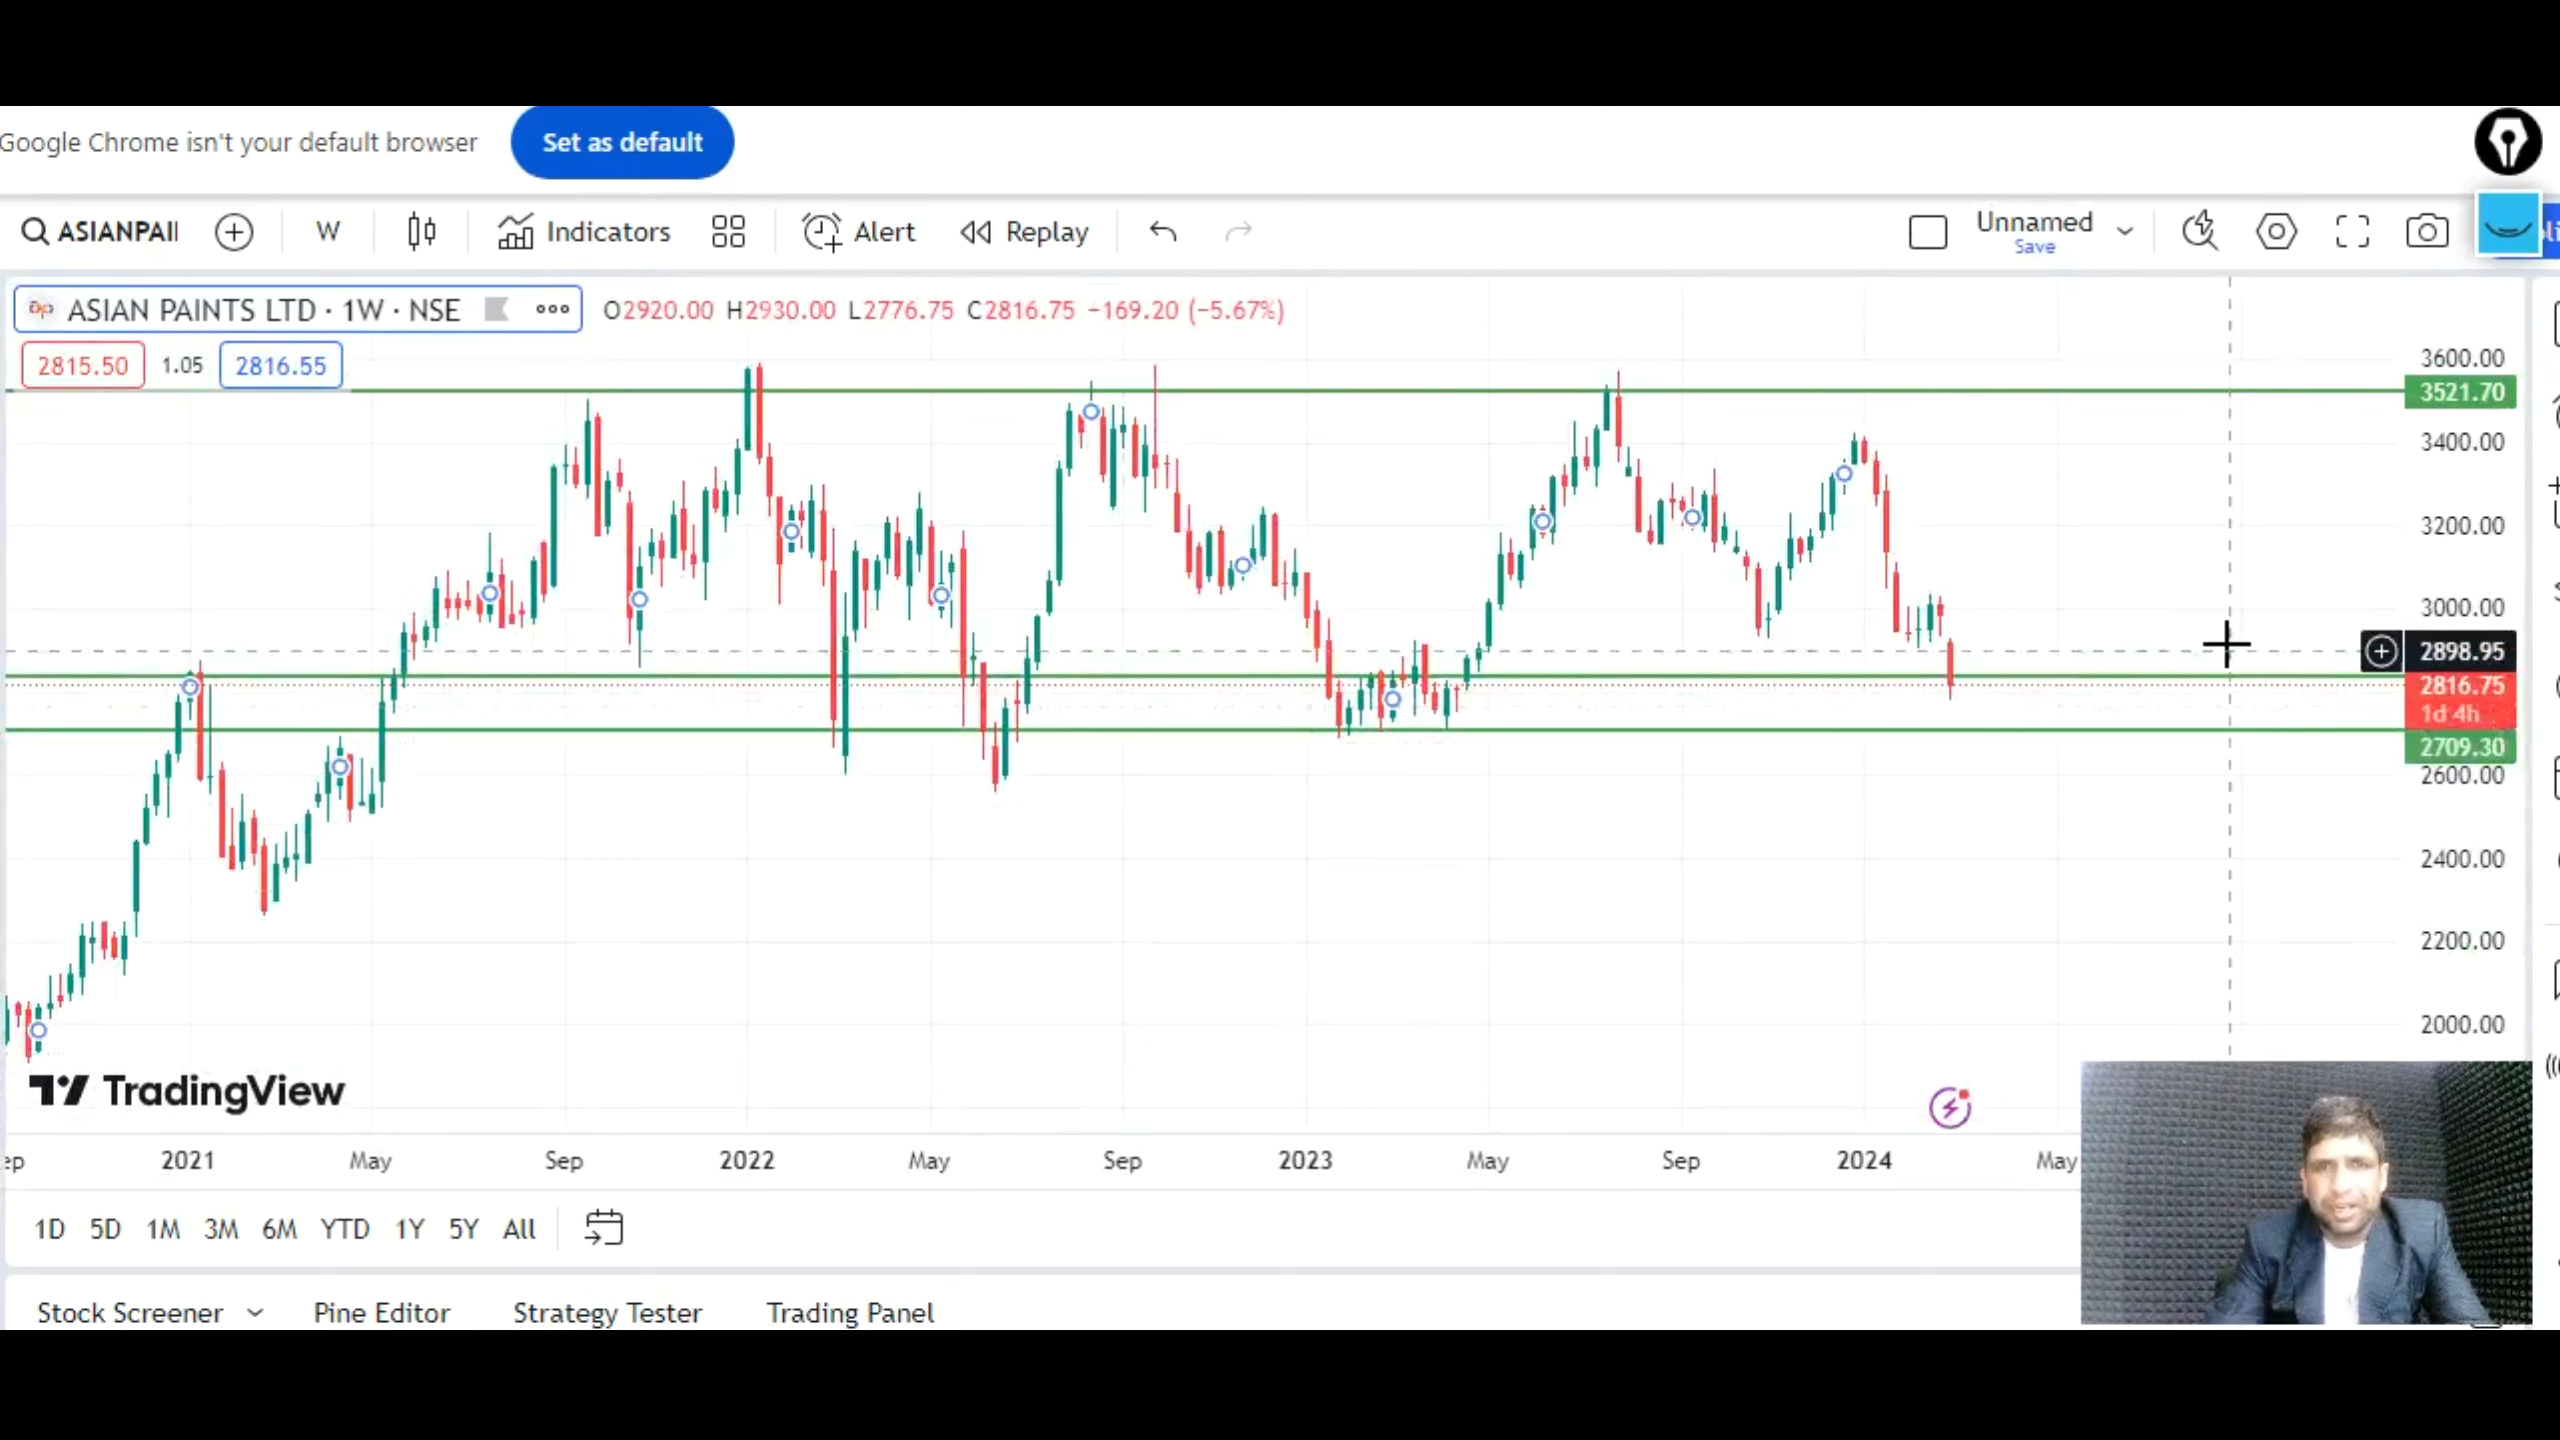 Google Chrome isn't your default browser Set as default
ASIANPAII W Indicators Alert Replay Unnamed
Save
ASIAN PAINTS LTD · 1W · NSE O2920.00 H2930.00 L2776.75 C2816.75 −169.20 (−5.67%)
2815.50 1.05 2816.55
3600.00
3521.70
3400.00
3200.00
3000.00
2898.95
2816.75
1d 4h
2709.30
2600.00
2400.00
2200.00
2000.00
TradingView
ep 2021 May Sep 2022 May Sep 2023 May Sep 2024 May
1D 5D 1M 3M 6M YTD 1Y 5Y All
Stock Screener Pine Editor Strategy Tester Trading Panel